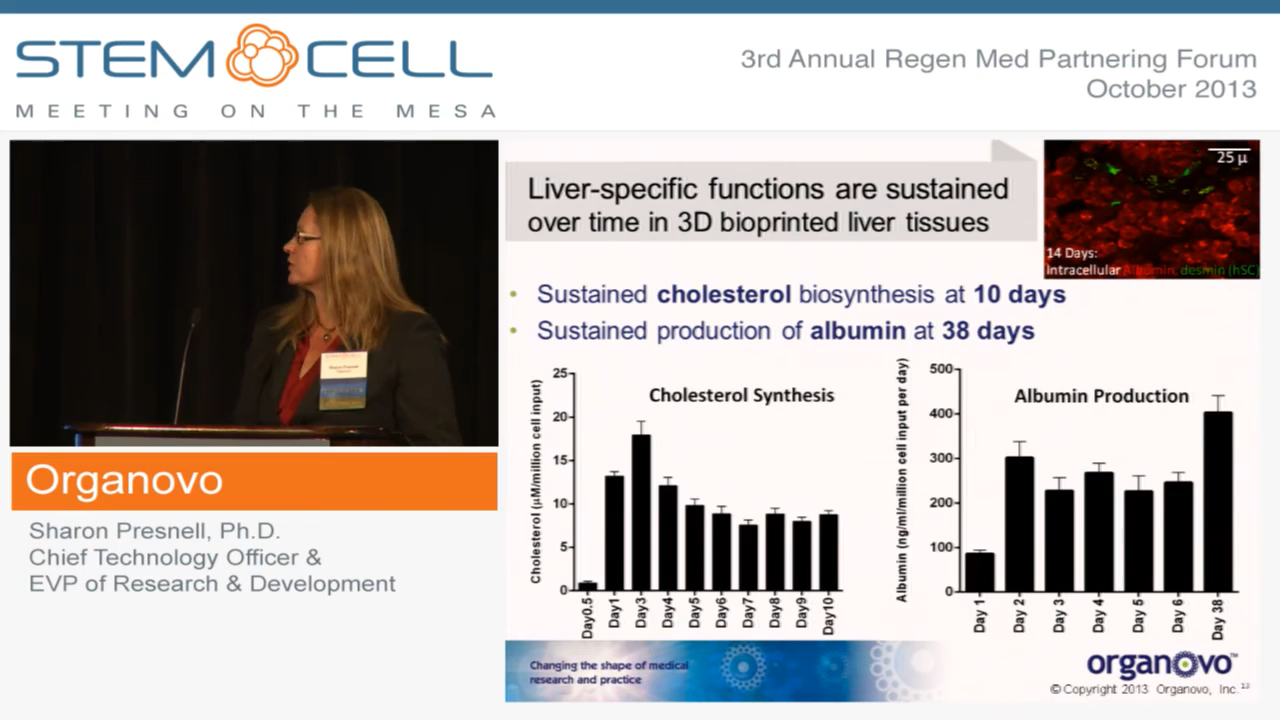 STEM CELL
MEETING ON THE MESA
3rd Annual Regen Med Partnering Forum
October 2013
Organovo
Sharon Presnell, Ph.D.
Chief Technology Officer &
EVP of Research & Development
Liver-specific functions are sustained
over time in 3D bioprinted liver tissues
25 µ
14 Days:
Intracellular Albumin, desmin (hSC)
• Sustained cholesterol biosynthesis at 10 days
• Sustained production of albumin at 38 days
Cholesterol Synthesis
Cholesterol (µM/million cell input)
25
20
15
10
5
0
Day0.5
Day1
Day3
Day4
Day5
Day6
Day7
Day8
Day9
Day10
Albumin Production
Albumin (ng/ml/million cell input per day)
500
400
300
200
100
0
Day 1
Day 2
Day 3
Day 4
Day 5
Day 6
Day 38
Changing the shape of medical
research and practice
organovo™
© Copyright 2013 Organovo, Inc. 13